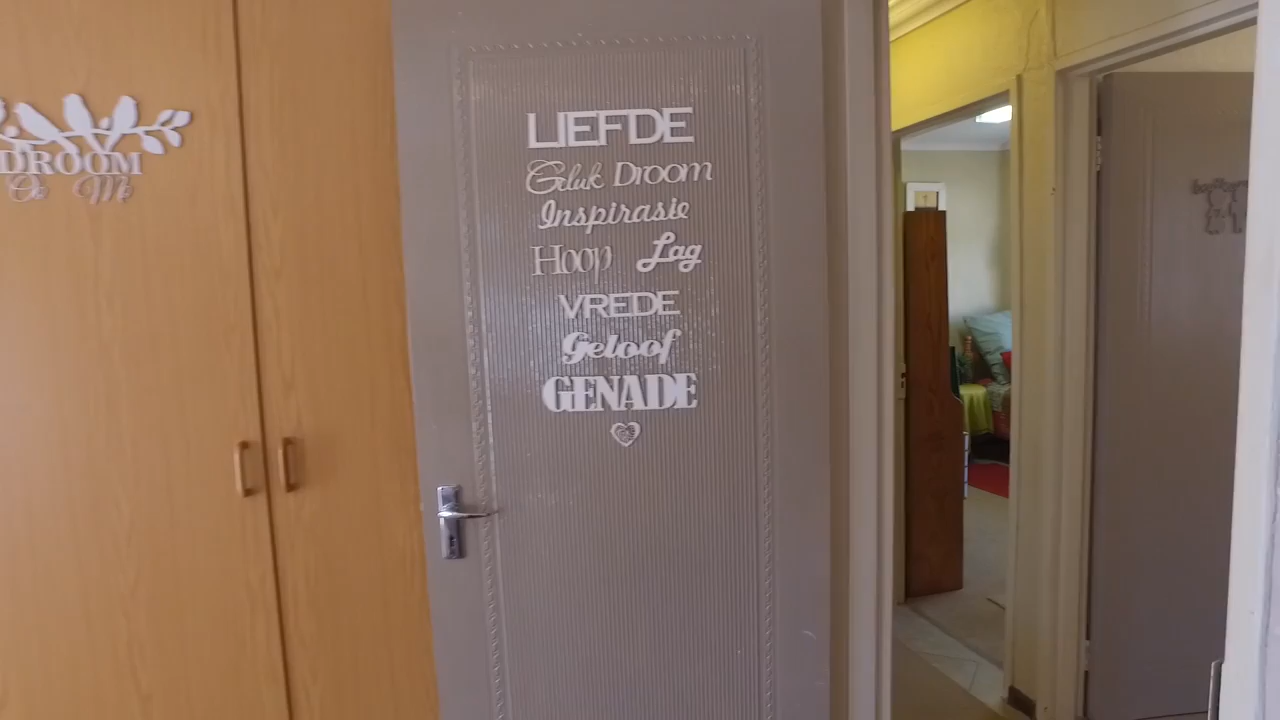 DROOM
LIEFDE
Geluk Droom
Inspirasie
Hoop Lag
VREDE
Geloof
GENADE